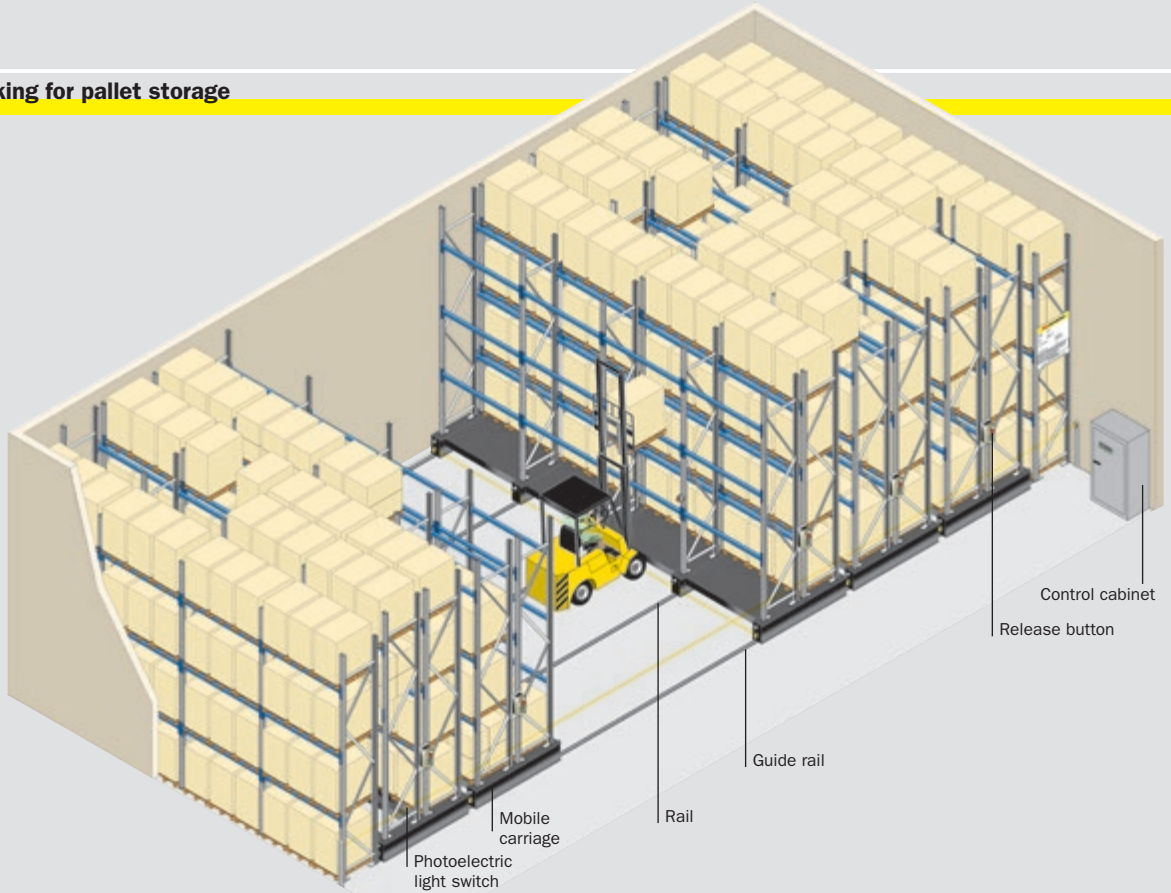 king for pallet storage
Control cabinet
Release button
Guide rail
Rail
Mobile
carriage
Photoelectric
light switch